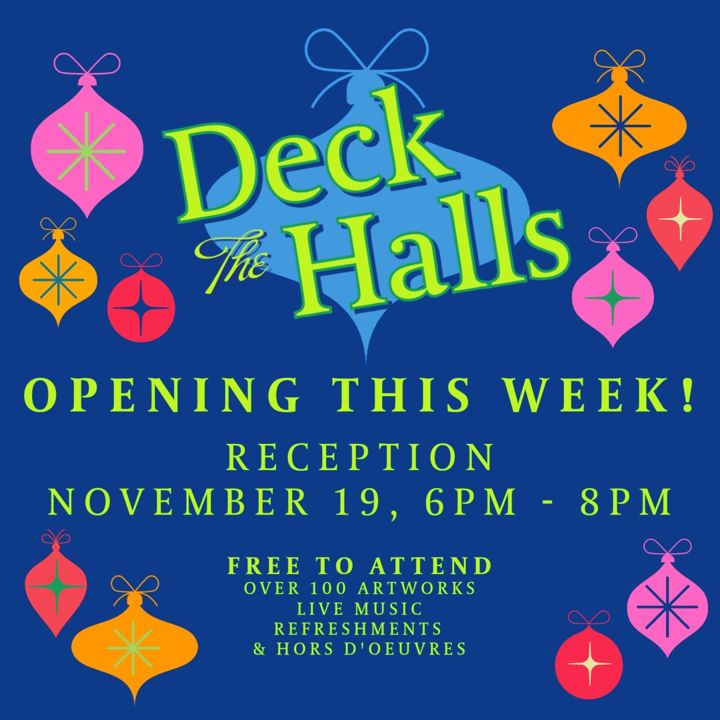 Deck
The Halls
OPENING THIS WEEK!
RECEPTION
NOVEMBER 19, 6PM - 8PM
FREE TO ATTEND
OVER 100 ARTWORKS
LIVE MUSIC
REFRESHMENTS
& HORS D'OEUVRES